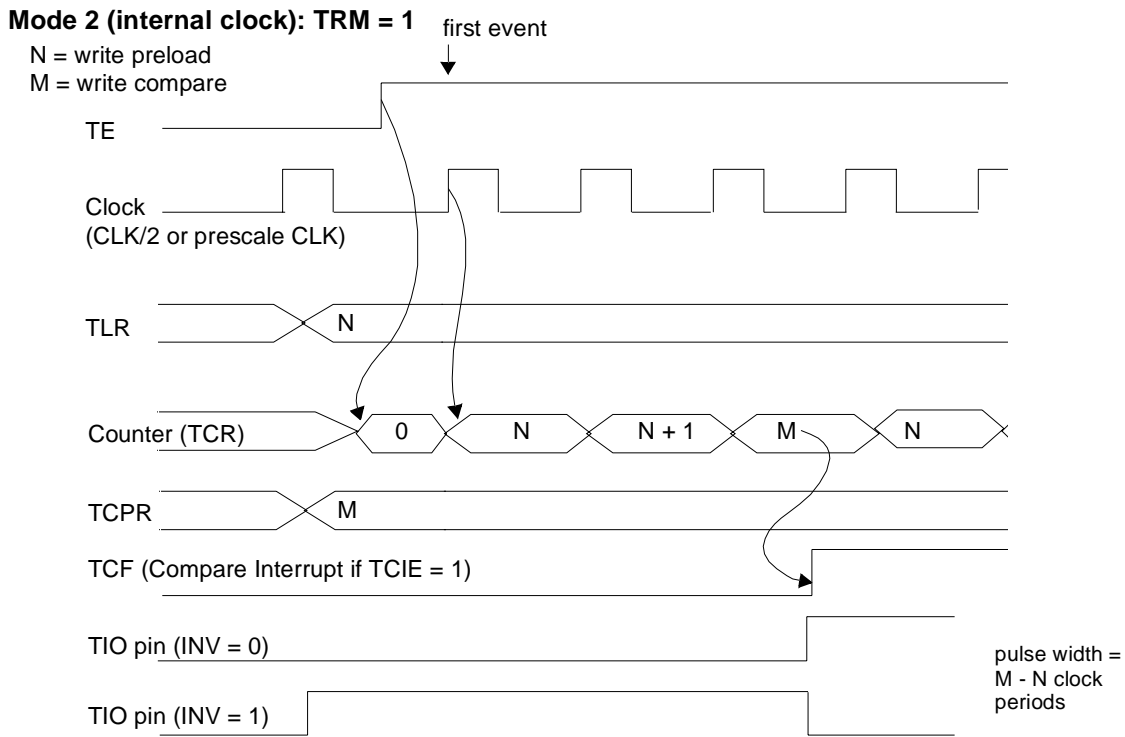 Mode 2 (internal clock): TRM = 1
first event
N = write preload
M = write compare
TE
Clock
(CLK/2 or prescale CLK)
TLR
N
Counter (TCR)
0
N
N + 1
M
N
TCPR
M
TCF (Compare Interrupt if TCIE = 1)
TIO pin (INV = 0)
pulse width =
M - N clock
periods
TIO pin (INV = 1)